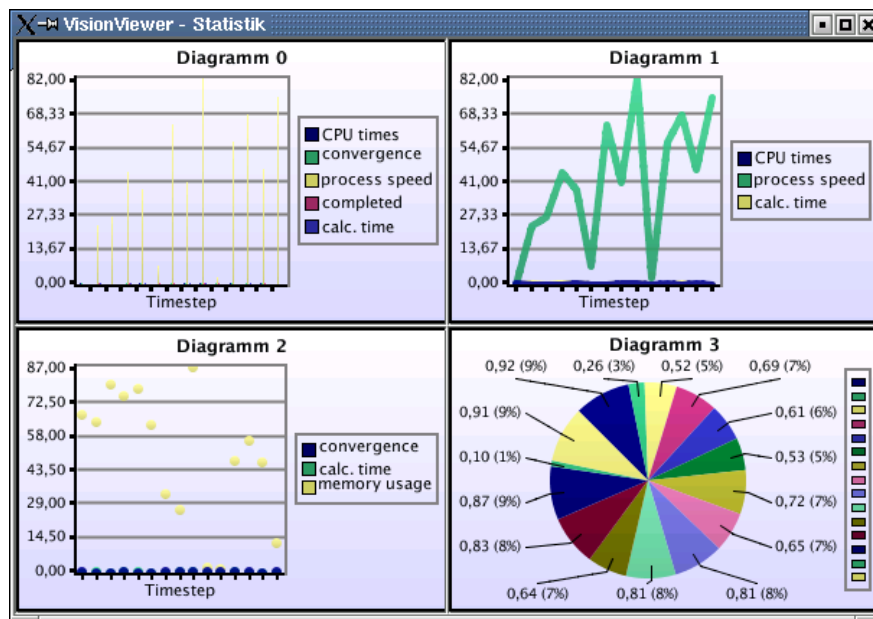 VisionViewer - Statistik
Diagramm 0
82,00
68,33
54,67
41,00
27,33
13,67
0,00
Timestep
CPU times
convergence
process speed
completed
calc. time
Diagramm 1
82,00
68,33
54,67
41,00
27,33
13,67
0,00
Timestep
CPU times
process speed
calc. time
Diagramm 2
87,00
72,50
58,00
43,50
29,00
14,50
0,00
Timestep
convergence
calc. time
memory usage
Diagramm 3
0,92 (9%) 0,26 (3%) 0,52 (5%) 0,69 (7%)
0,91 (9%) 0,61 (6%)
0,10 (1%) 0,53 (5%)
0,87 (9%) 0,72 (7%)
0,83 (8%) 0,65 (7%)
0,64 (7%) 0,81 (8%) 0,81 (8%)